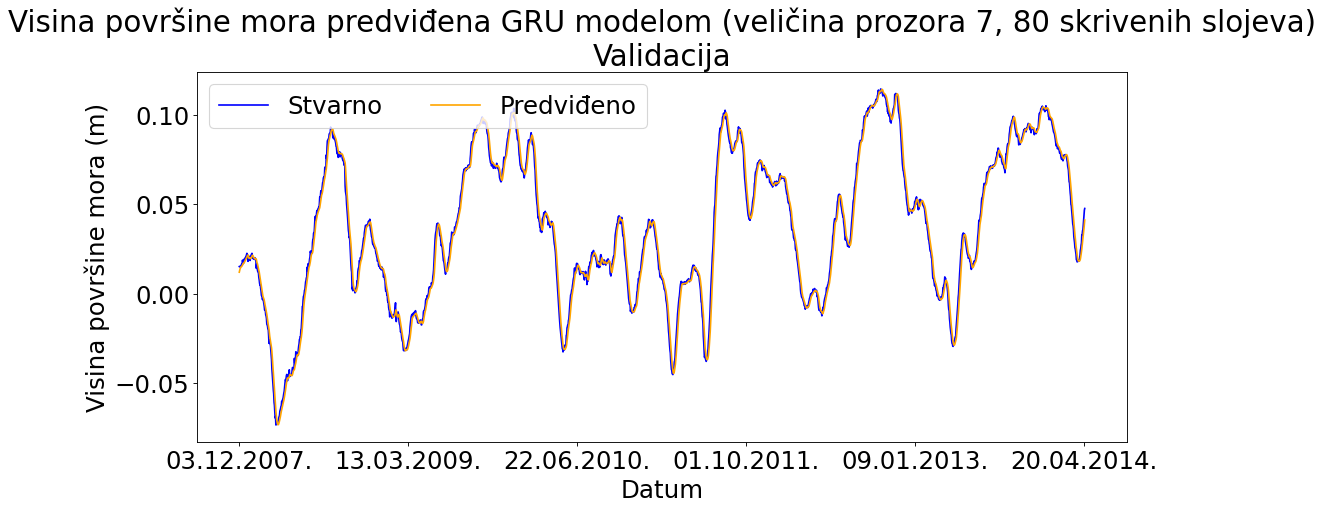 Visina površine mora predviđena GRU modelom (veličina prozora 7, 80 skrivenih slojeva)
Validacija
Stvarno
Predviđeno
Visina površine mora (m)
0.10
0.05
0.00
−0.05
03.12.2007.
13.03.2009.
22.06.2010.
01.10.2011.
09.01.2013.
20.04.2014.
Datum